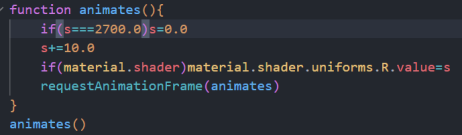 function animates(){
if(s===2700.0)s=0.0
s+=10.0
if(material.shader)material.shader.uniforms.R.value=s
requestAnimationFrame(animates)
}
animates()